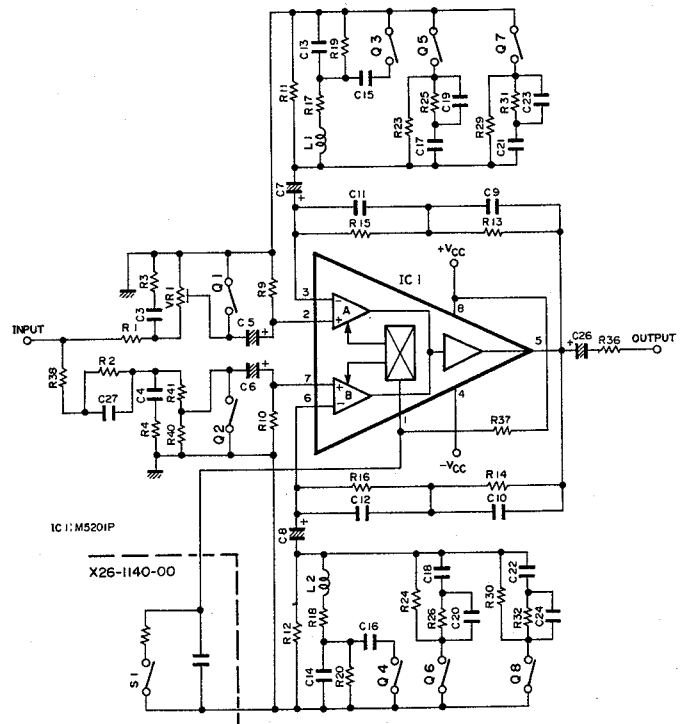 C13
R19
Q3
Q5
Q7
R11
R17
C15
R25
C19
R31
C23
L1
R23
C17
R29
C21
C7
+
C11
C9
R15
R13
+VCC
IC1
R3
VR1
Q1
R9
3
−
A
8
C3
C5
+
2
+
INPUT
R1
5
+
C26
R36
OUTPUT
R38
R2
C6
+
7
+
B
C27
C4
R41
6
−
1
4
R4
R40
Q2
R10
R37
−VCC
R16
R14
C12
C10
IC1:M5201P
C8
+
X26-1140-00
L2
R24
C18
R30
C22
R18
R26
C20
R32
C24
R12
C16
S1
C14
R20
Q4
Q6
Q8